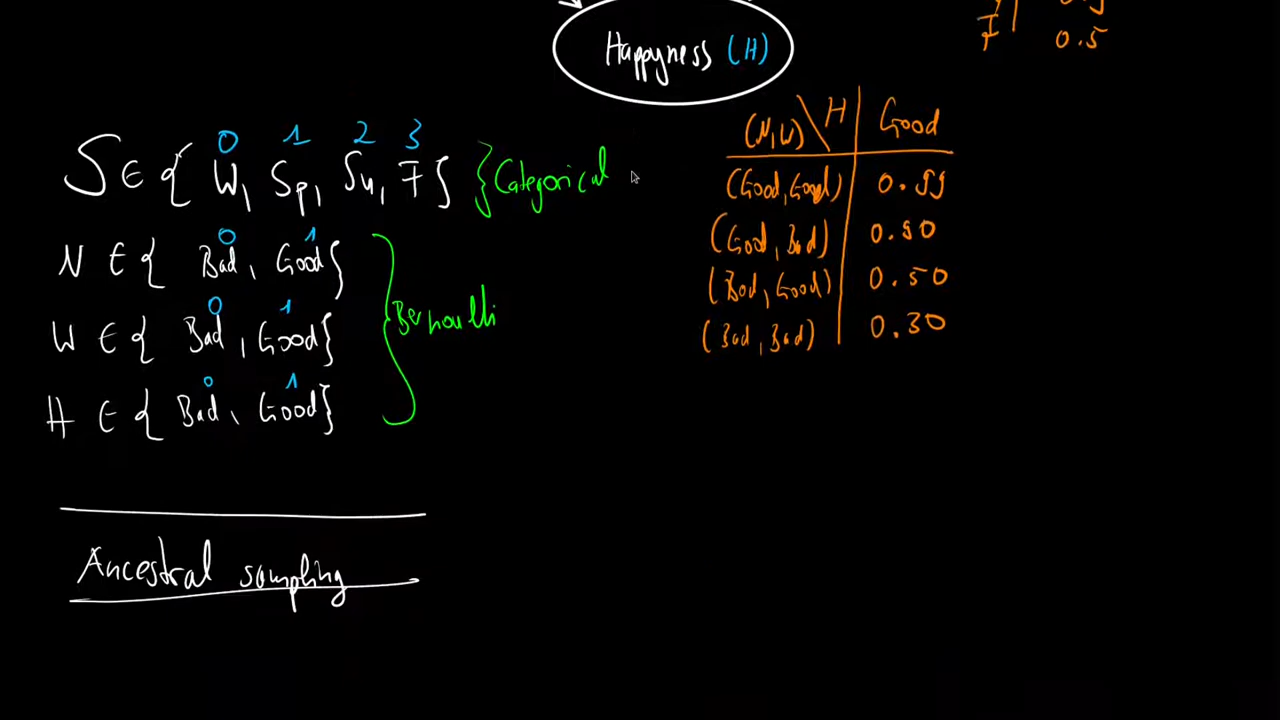 F | 0.5
Happyness (H)
(N,W) \ H | Good
(Good, Good) 0.99
(Good, Bad) 0.90
(Bad, Good) 0.50
(Bad, Bad) 0.30
0 1 2 3
S ∈ { W, Sp, Su, F } } Categorical
0 1
N ∈ { Bad, Good }
0 1
W ∈ { Bad, Good } } Bernoulli
0 1
H ∈ { Bad, Good }
Ancestral sampling